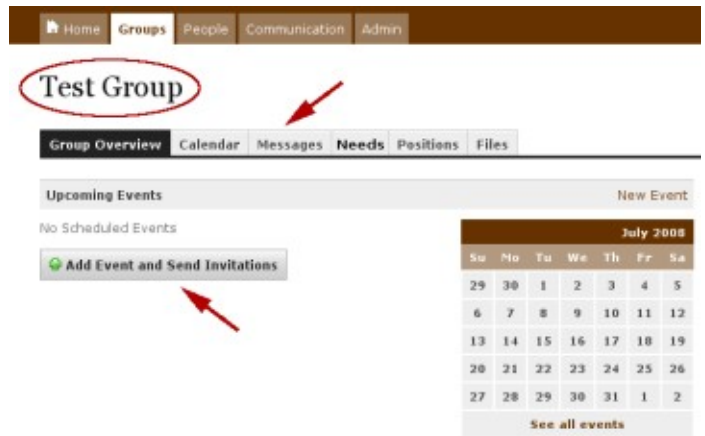 Home Groups People Communication Admin
Test Group
Group Overview Calendar Messages Needs Positions Files
Upcoming Events New Event
No Scheduled Events
Add Event and Send Invitations
July 2008
Su Mo Tu We Th Fr Sa
29 30 1 2 3 4 5
6 7 8 9 10 11 12
13 14 15 16 17 18 19
20 21 22 23 24 25 26
27 28 29 30 31 1 2
See all events